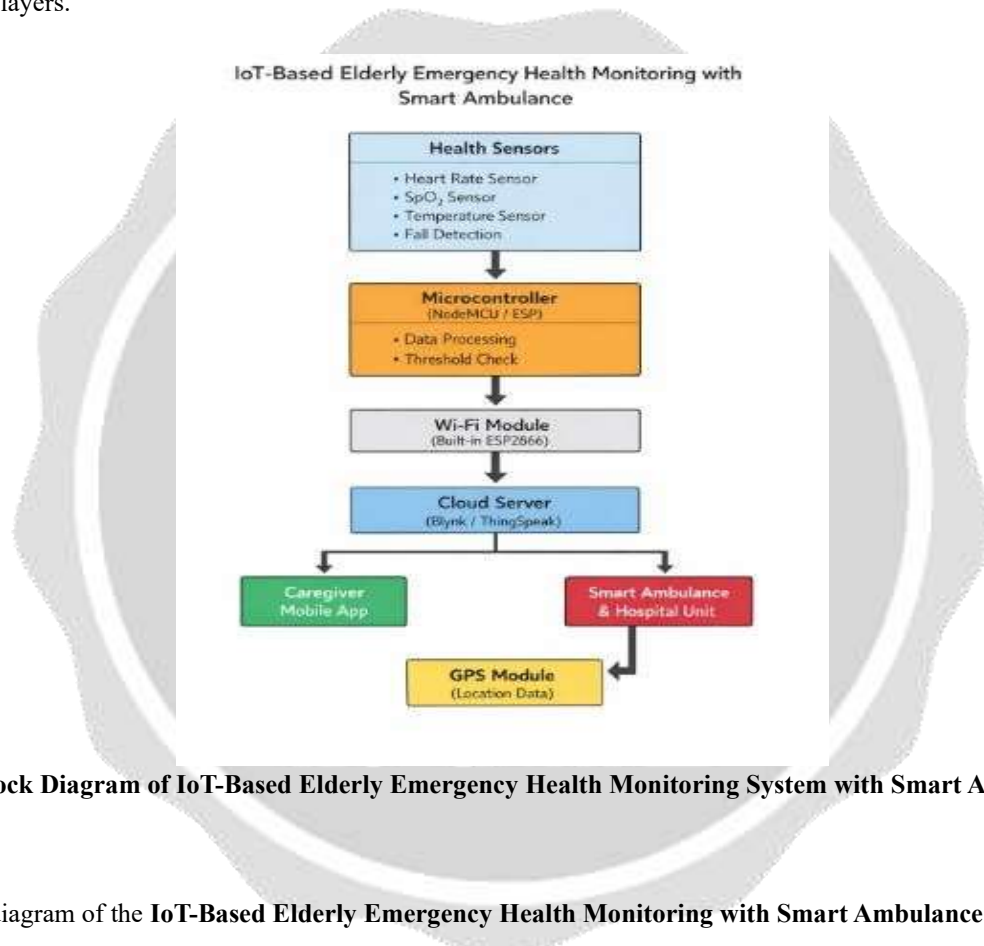 layers.
IoT-Based Elderly Emergency Health Monitoring with
Smart Ambulance
Health Sensors
• Heart Rate Sensor
• SpO₂ Sensor
• Temperature Sensor
• Fall Detection
Microcontroller
(NodeMCU / ESP)
• Data Processing
• Threshold Check
Wi-Fi Module
(Built-in ESP2866)
Cloud Server
(Blynk / ThingSpeak)
Caregiver
Mobile App
Smart Ambulance
& Hospital Unit
GPS Module
(Location Data)
ock Diagram of IoT-Based Elderly Emergency Health Monitoring System with Smart A
diagram of the IoT-Based Elderly Emergency Health Monitoring with Smart Ambulance